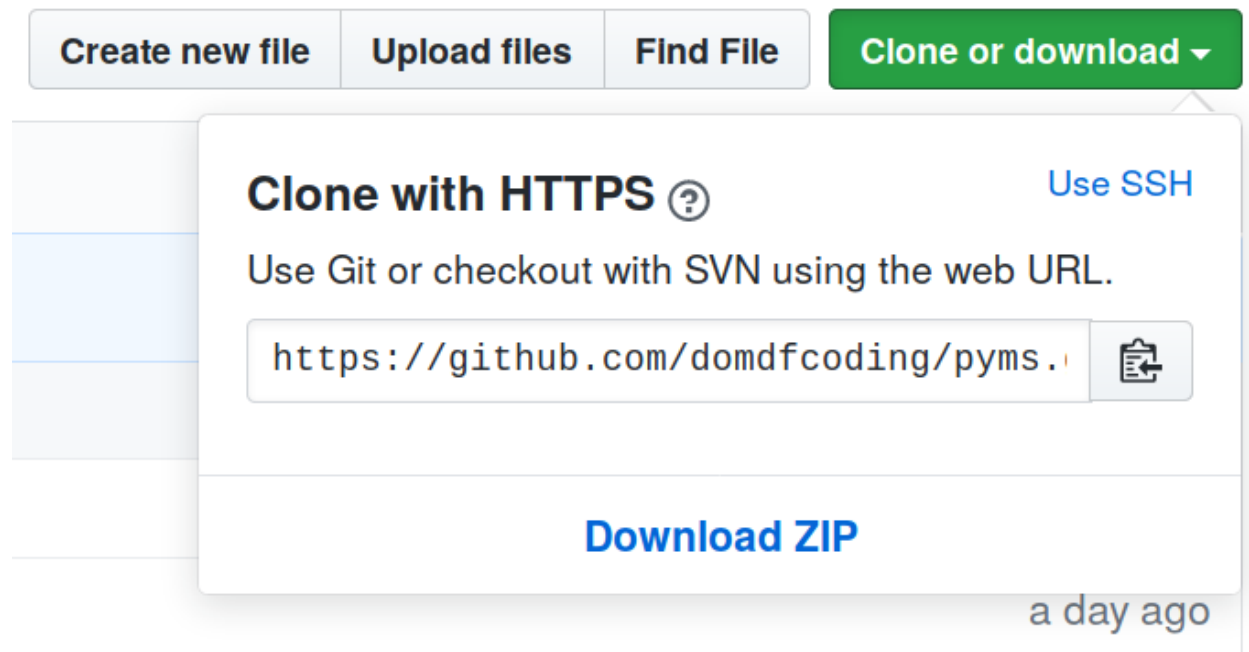 Create new file Upload files Find File Clone or download
Clone with HTTPS Use SSH
Use Git or checkout with SVN using the web URL.
https://github.com/domdfcoding/pyms.
Download ZIP
a day ago